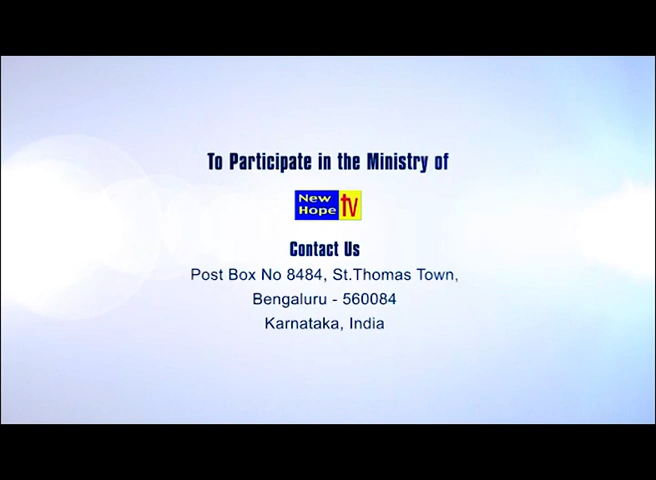 To Participate in the Ministry of
New
Hope tv
Contact Us
Post Box No 8484, St.Thomas Town,
Bengaluru - 560084
Karnataka, India